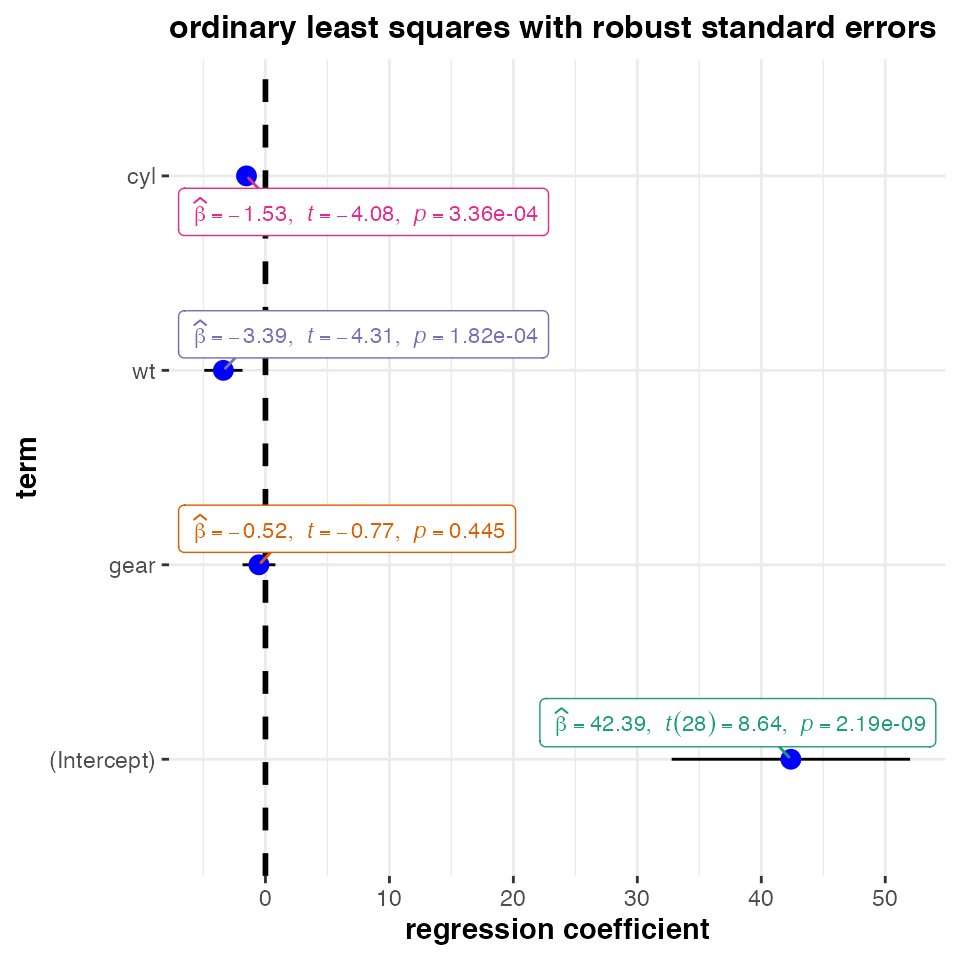 ordinary least squares with robust standard errors
cyl
β̂ = −1.53, t = −4.08, p = 3.36e-04
β̂ = −3.39, t = −4.31, p = 1.82e-04
wt
term
β̂ = −0.52, t = −0.77, p = 0.445
gear
β̂ = 42.39, t(28) = 8.64, p = 2.19e-09
(Intercept)
0 10 20 30 40 50
regression coefficient